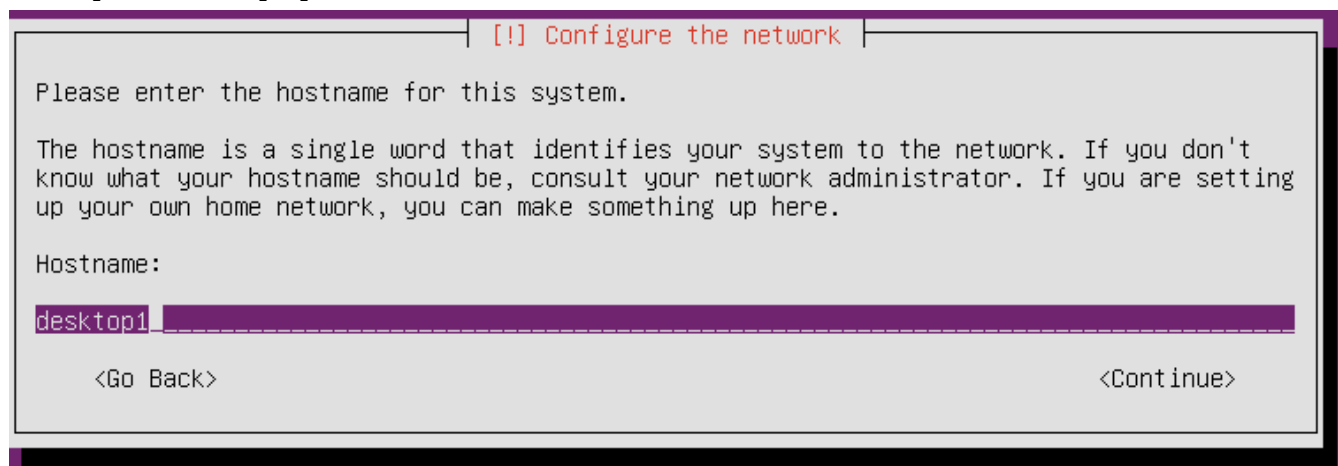 [!] Configure the network
Please enter the hostname for this system.
The hostname is a single word that identifies your system to the network. If you don't
know what your hostname should be, consult your network administrator. If you are setting
up your own home network, you can make something up here.
Hostname:
desktop1
<Go Back> <Continue>